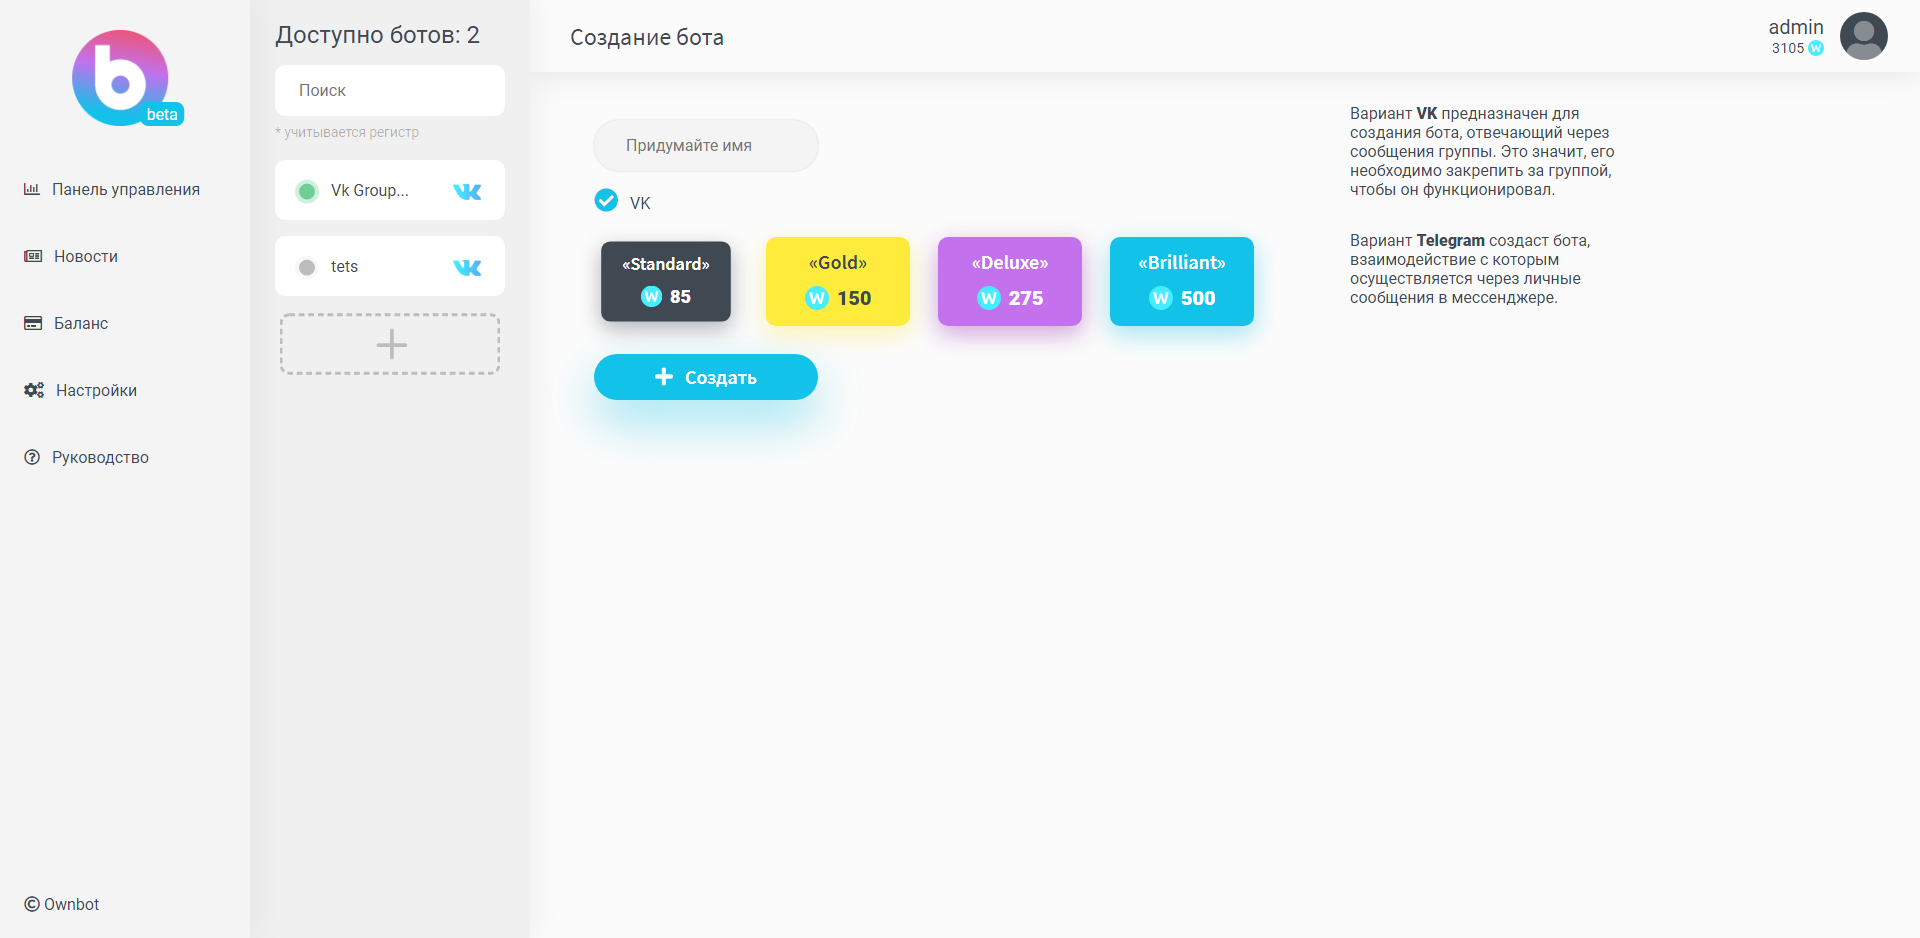 b
beta
Панель управления
Новости
Баланс
Настройки
Руководство
© Ownbot
Доступно ботов: 2
Поиск
* учитывается регистр
Vk Group...
tets
Создание бота
admin
3105 W
Придумайте имя
VK
«Standard»
W 85
«Gold»
W 150
«Deluxe»
W 275
«Brilliant»
W 500
Создать
Вариант VK предназначен для
создания бота, отвечающий через
сообщения группы. Это значит, его
необходимо закрепить за группой,
чтобы он функционировал.
Вариант Telegram создаст бота,
взаимодействие с которым
осуществляется через личные
сообщения в мессенджере.